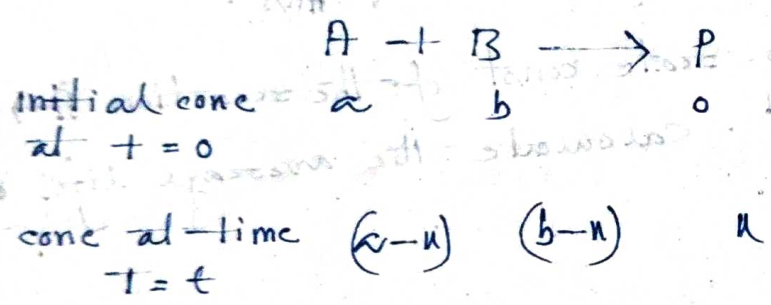 A + B ⟶ P
initial conc a b 0
at t = 0
conc at time (a-x) (b-x) x
T = t